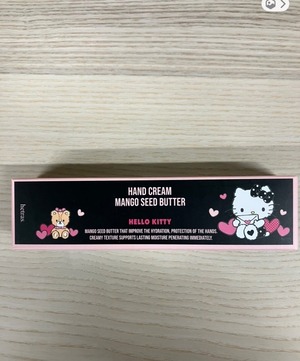 HAND CREAM
MANGO SEED BUTTER
HELLO KITTY
MANGO SEED BUTTER THAT IMPROVE THE HYDRATION, PROTECTION OF THE HANDS.
CREAMY TEXTURE SUPPORTS LASTING MOISTURE PENERATING IMMEDIATELY.